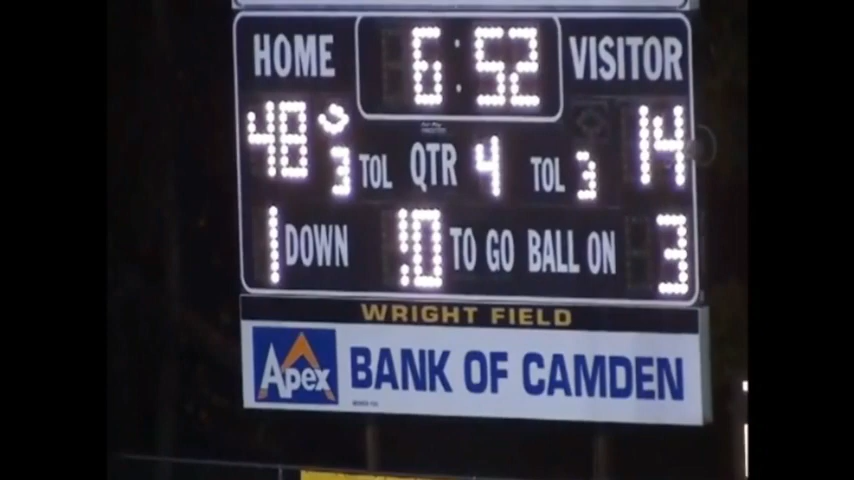 HOME 6:52 VISITOR
48 3 TOL QTR 4 TOL 3 14
1 DOWN 10 TO GO BALL ON 3
WRIGHT FIELD
APEX BANK OF CAMDEN